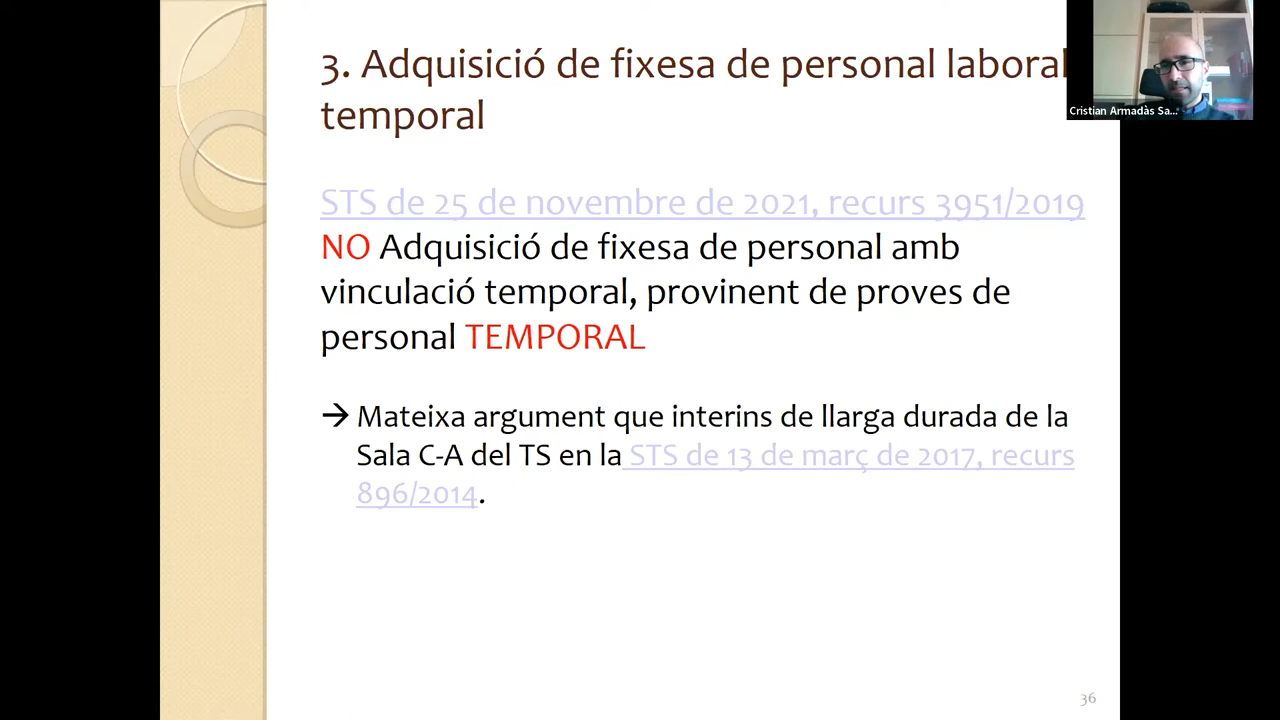 3. Adquisició de fixesa de personal laboral
temporal
Cristian Armadàs Sa...
STS de 25 de novembre de 2021, recurs 3951/2019
NO Adquisició de fixesa de personal amb
vinculació temporal, provinent de proves de
personal TEMPORAL
→ Mateixa argument que interins de llarga durada de la
Sala C-A del TS en la STS de 13 de març de 2017, recurs
896/2014.
36